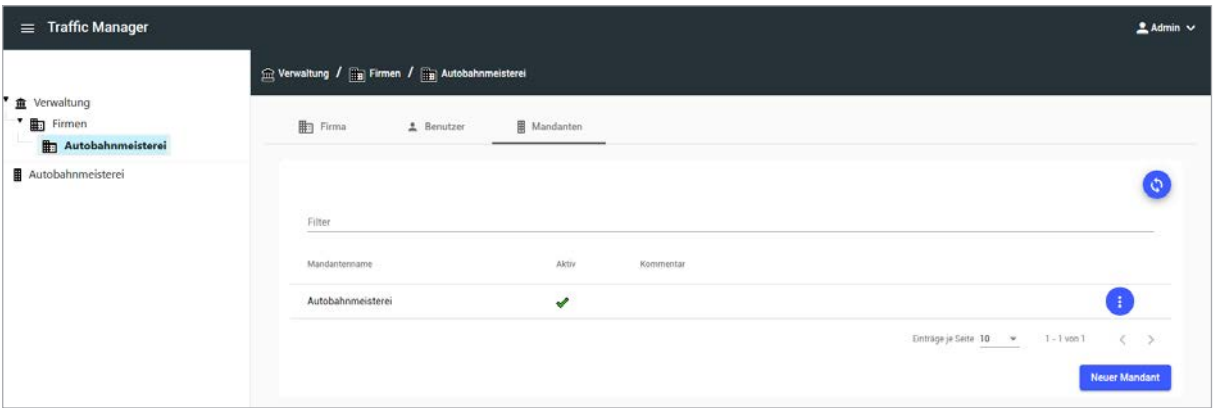 Traffic Manager
Admin
Verwaltung / Firmen / Autobahnmeisterei
Verwaltung
Firmen
Autobahnmeisterei
Autobahnmeisterei
Firma Benutzer Mandanten
Filter
Mandantenname Aktiv Kommentar
Autobahnmeisterei
Einträge je Seite 10 1 - 1 von 1
Neuer Mandant